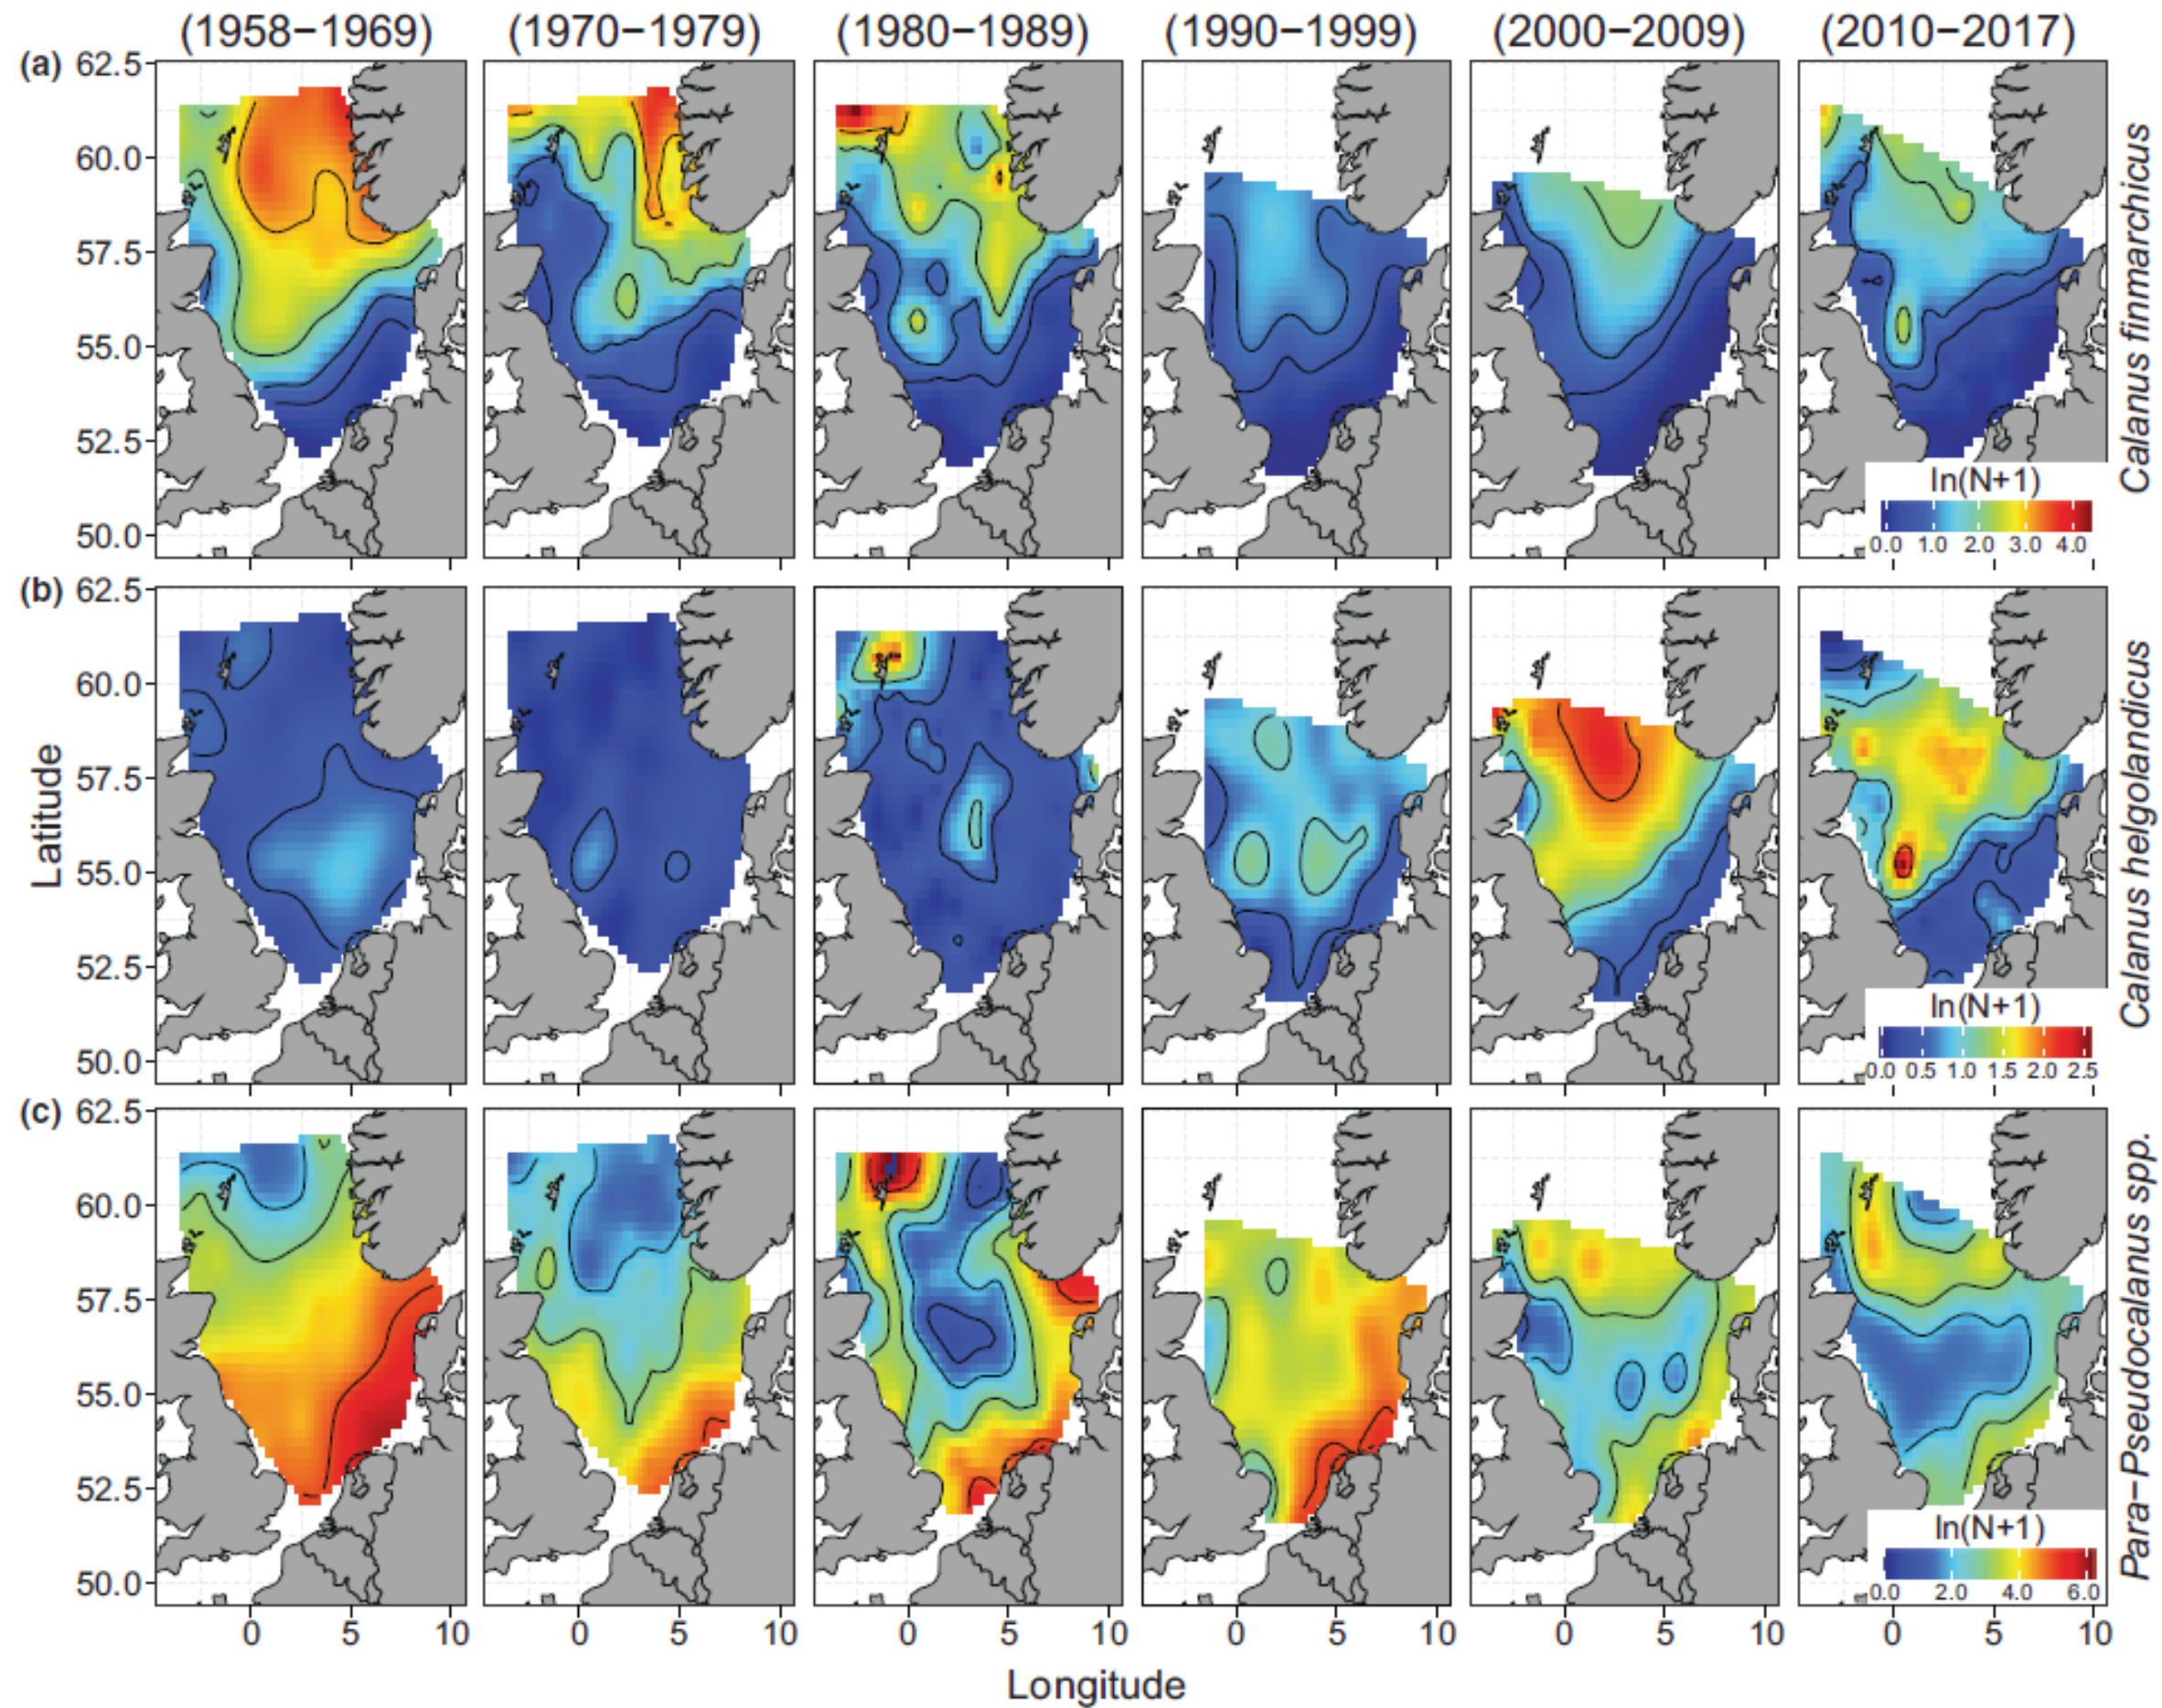 (1958−1969) (1970−1979) (1980−1989) (1990−1999) (2000−2009) (2010−2017)
(a)
62.5
60.0
57.5
55.0
52.5
50.0
ln(N+1)
0.0 1.0 2.0 3.0 4.0
Calanus finmarchicus
(b)
62.5
60.0
57.5
55.0
52.5
50.0
Latitude
ln(N+1)
0.0 0.5 1.0 1.5 2.0 2.5
Calanus helgolandicus
(c)
62.5
60.0
57.5
55.0
52.5
50.0
ln(N+1)
0.0 2.0 4.0 6.0
Para−Pseudocalanus spp.
0 5 10 0 5 10 0 5 10 0 5 10 0 5 10 0 5 10
Longitude